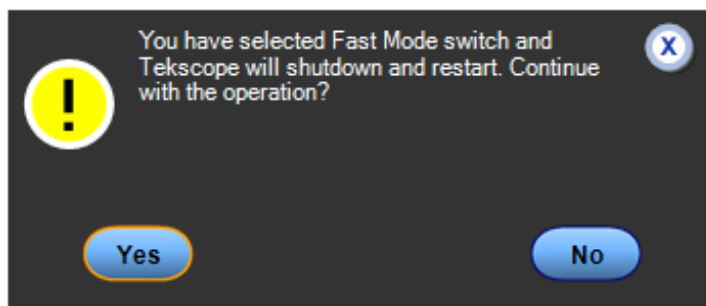 You have selected Fast Mode switch and
Tekscope will shutdown and restart. Continue
with the operation?
X
!
Yes
No